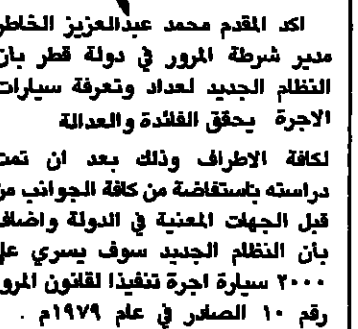 اكد المقدم محمد عبدالعزيز الخاطر
مدير شرطة المرور في دولة قطر بأن
النظام الجديد لعداد وتعرفة سيارات
الاجرة يحقق الفائدة والعدالة
لكافة الاطراف وذلك بعد ان تمت
دراسته باستفاضة من كافة الجوانب من
قبل الجهات المعنية في الدولة واضاف
بأن النظام الجديد سوف يسري على
٢٠٠٠ سيارة اجرة تنفيذا لقانون المرور
رقم ١٠ الصادر في عام ١٩٧٩م .